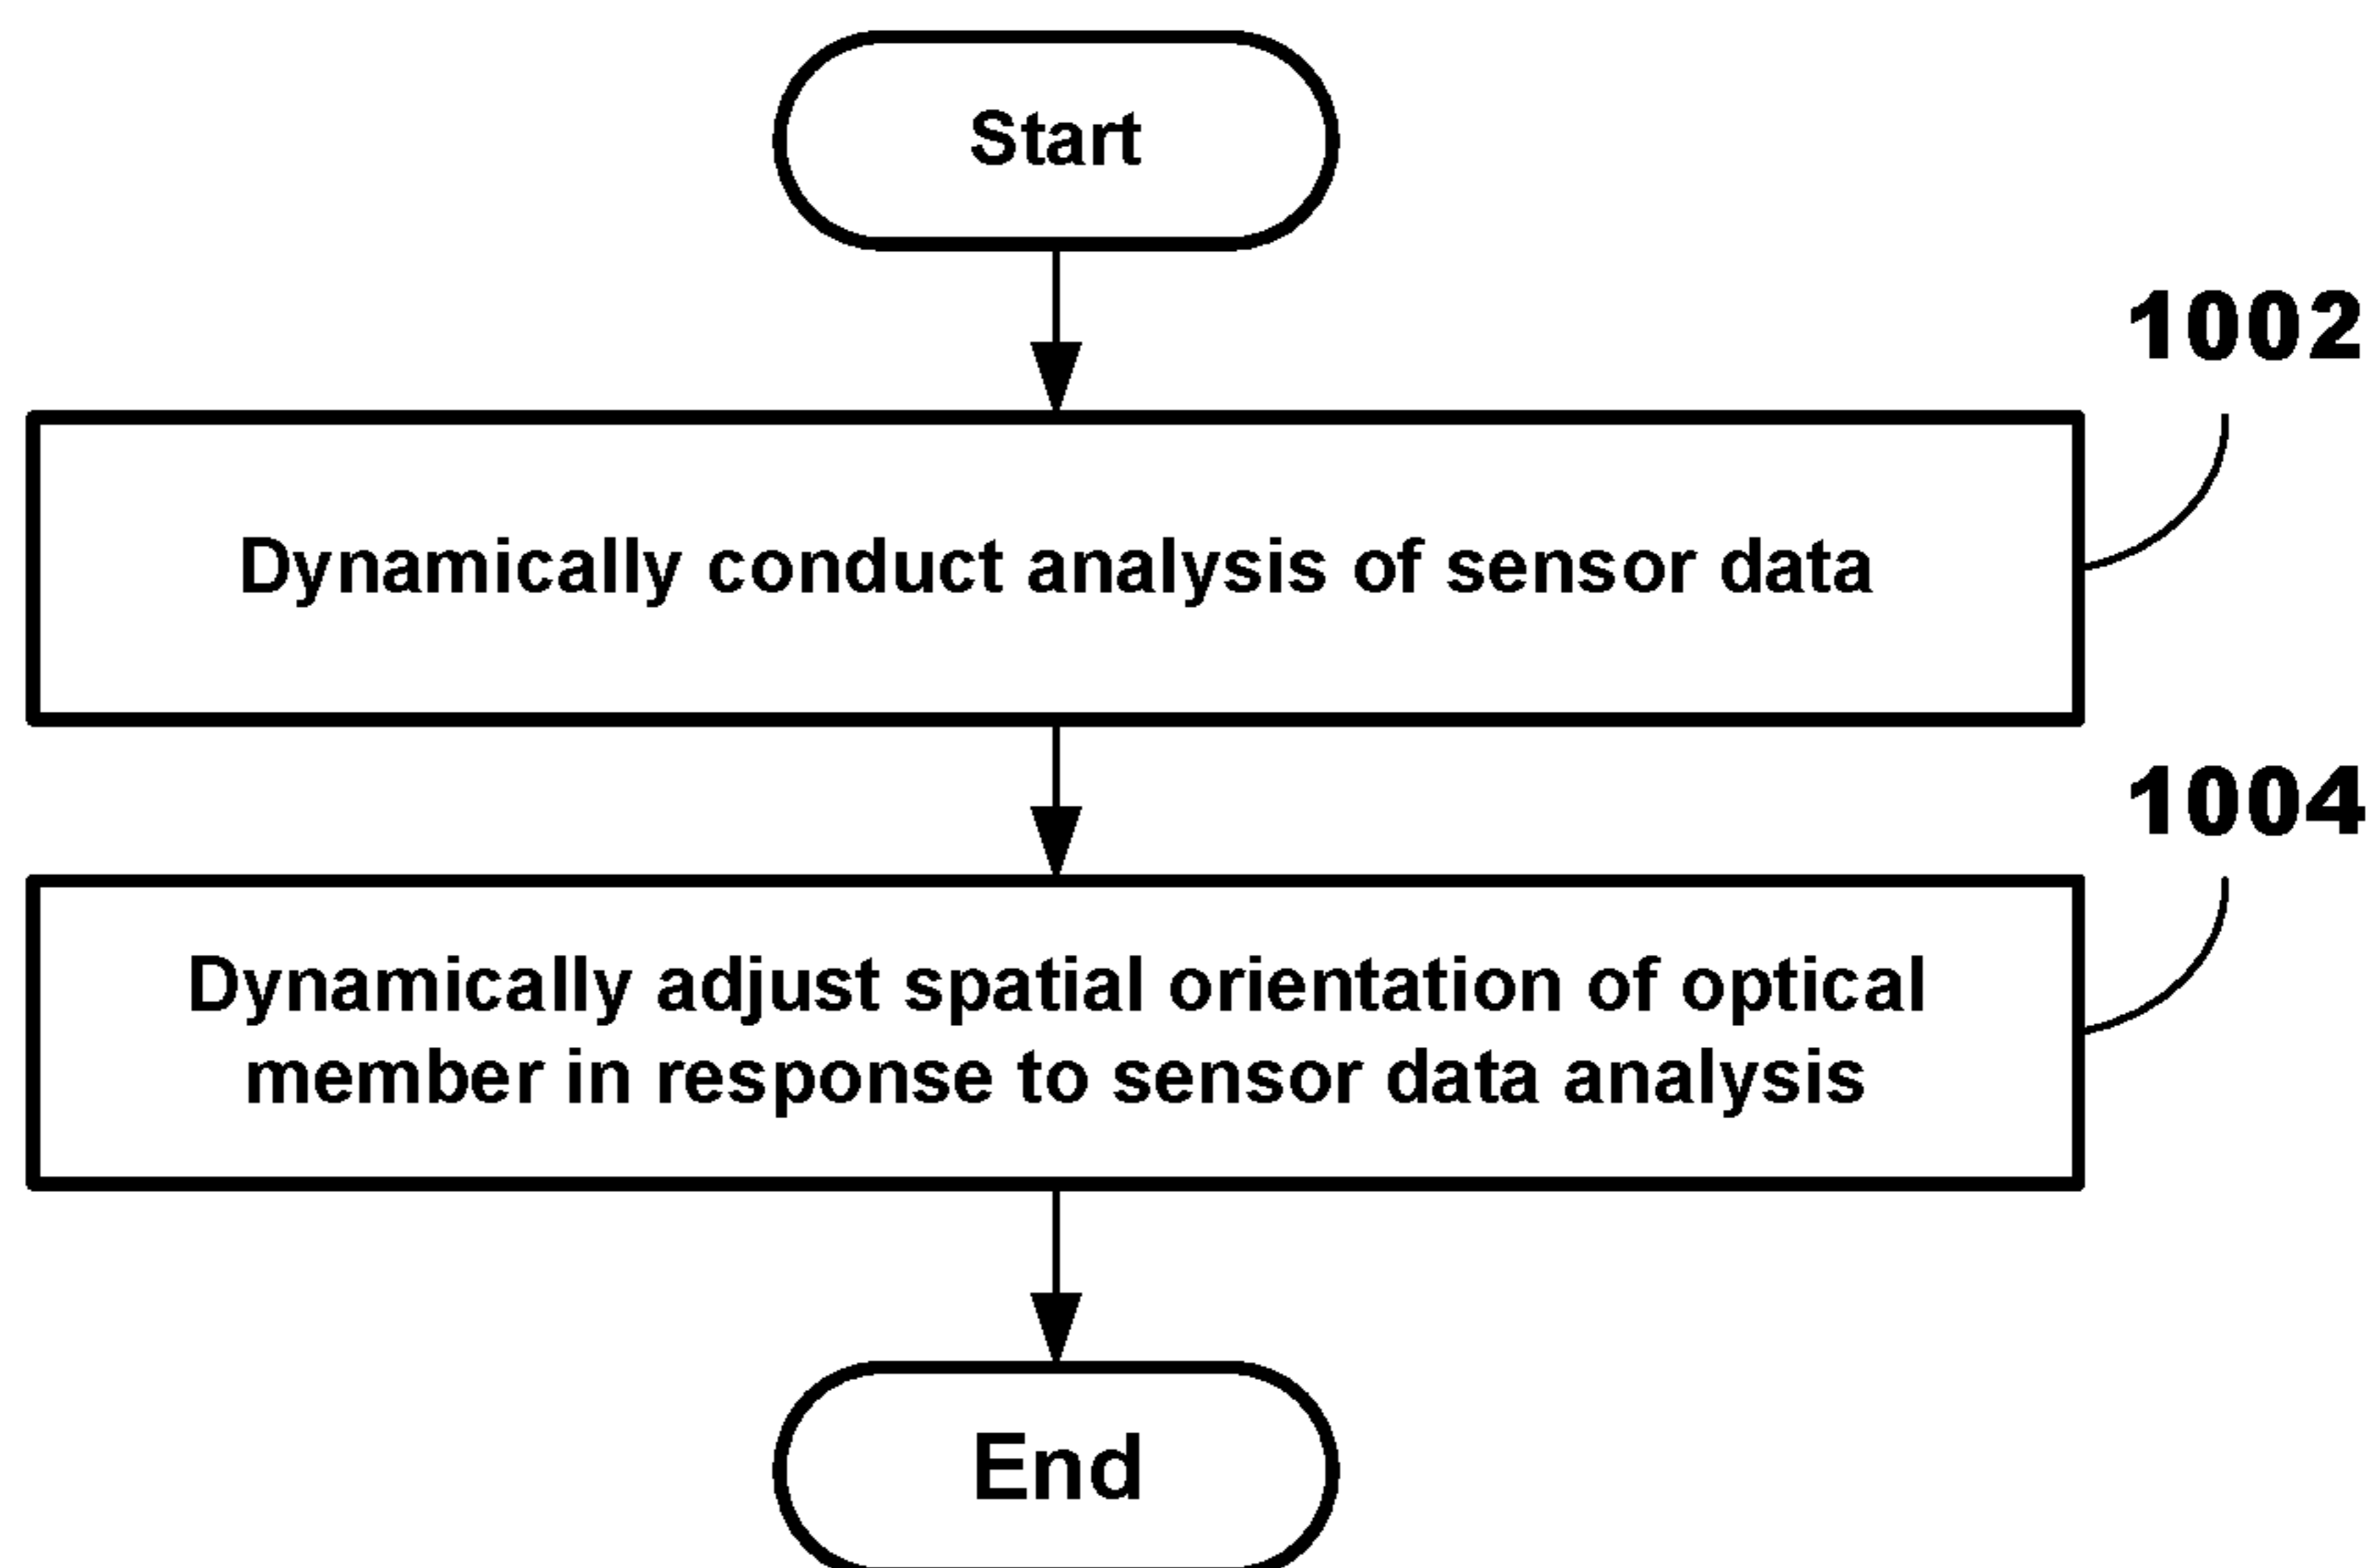 Start
1002
Dynamically conduct analysis of sensor data
1004
Dynamically adjust spatial orientation of optical
member in response to sensor data analysis
End